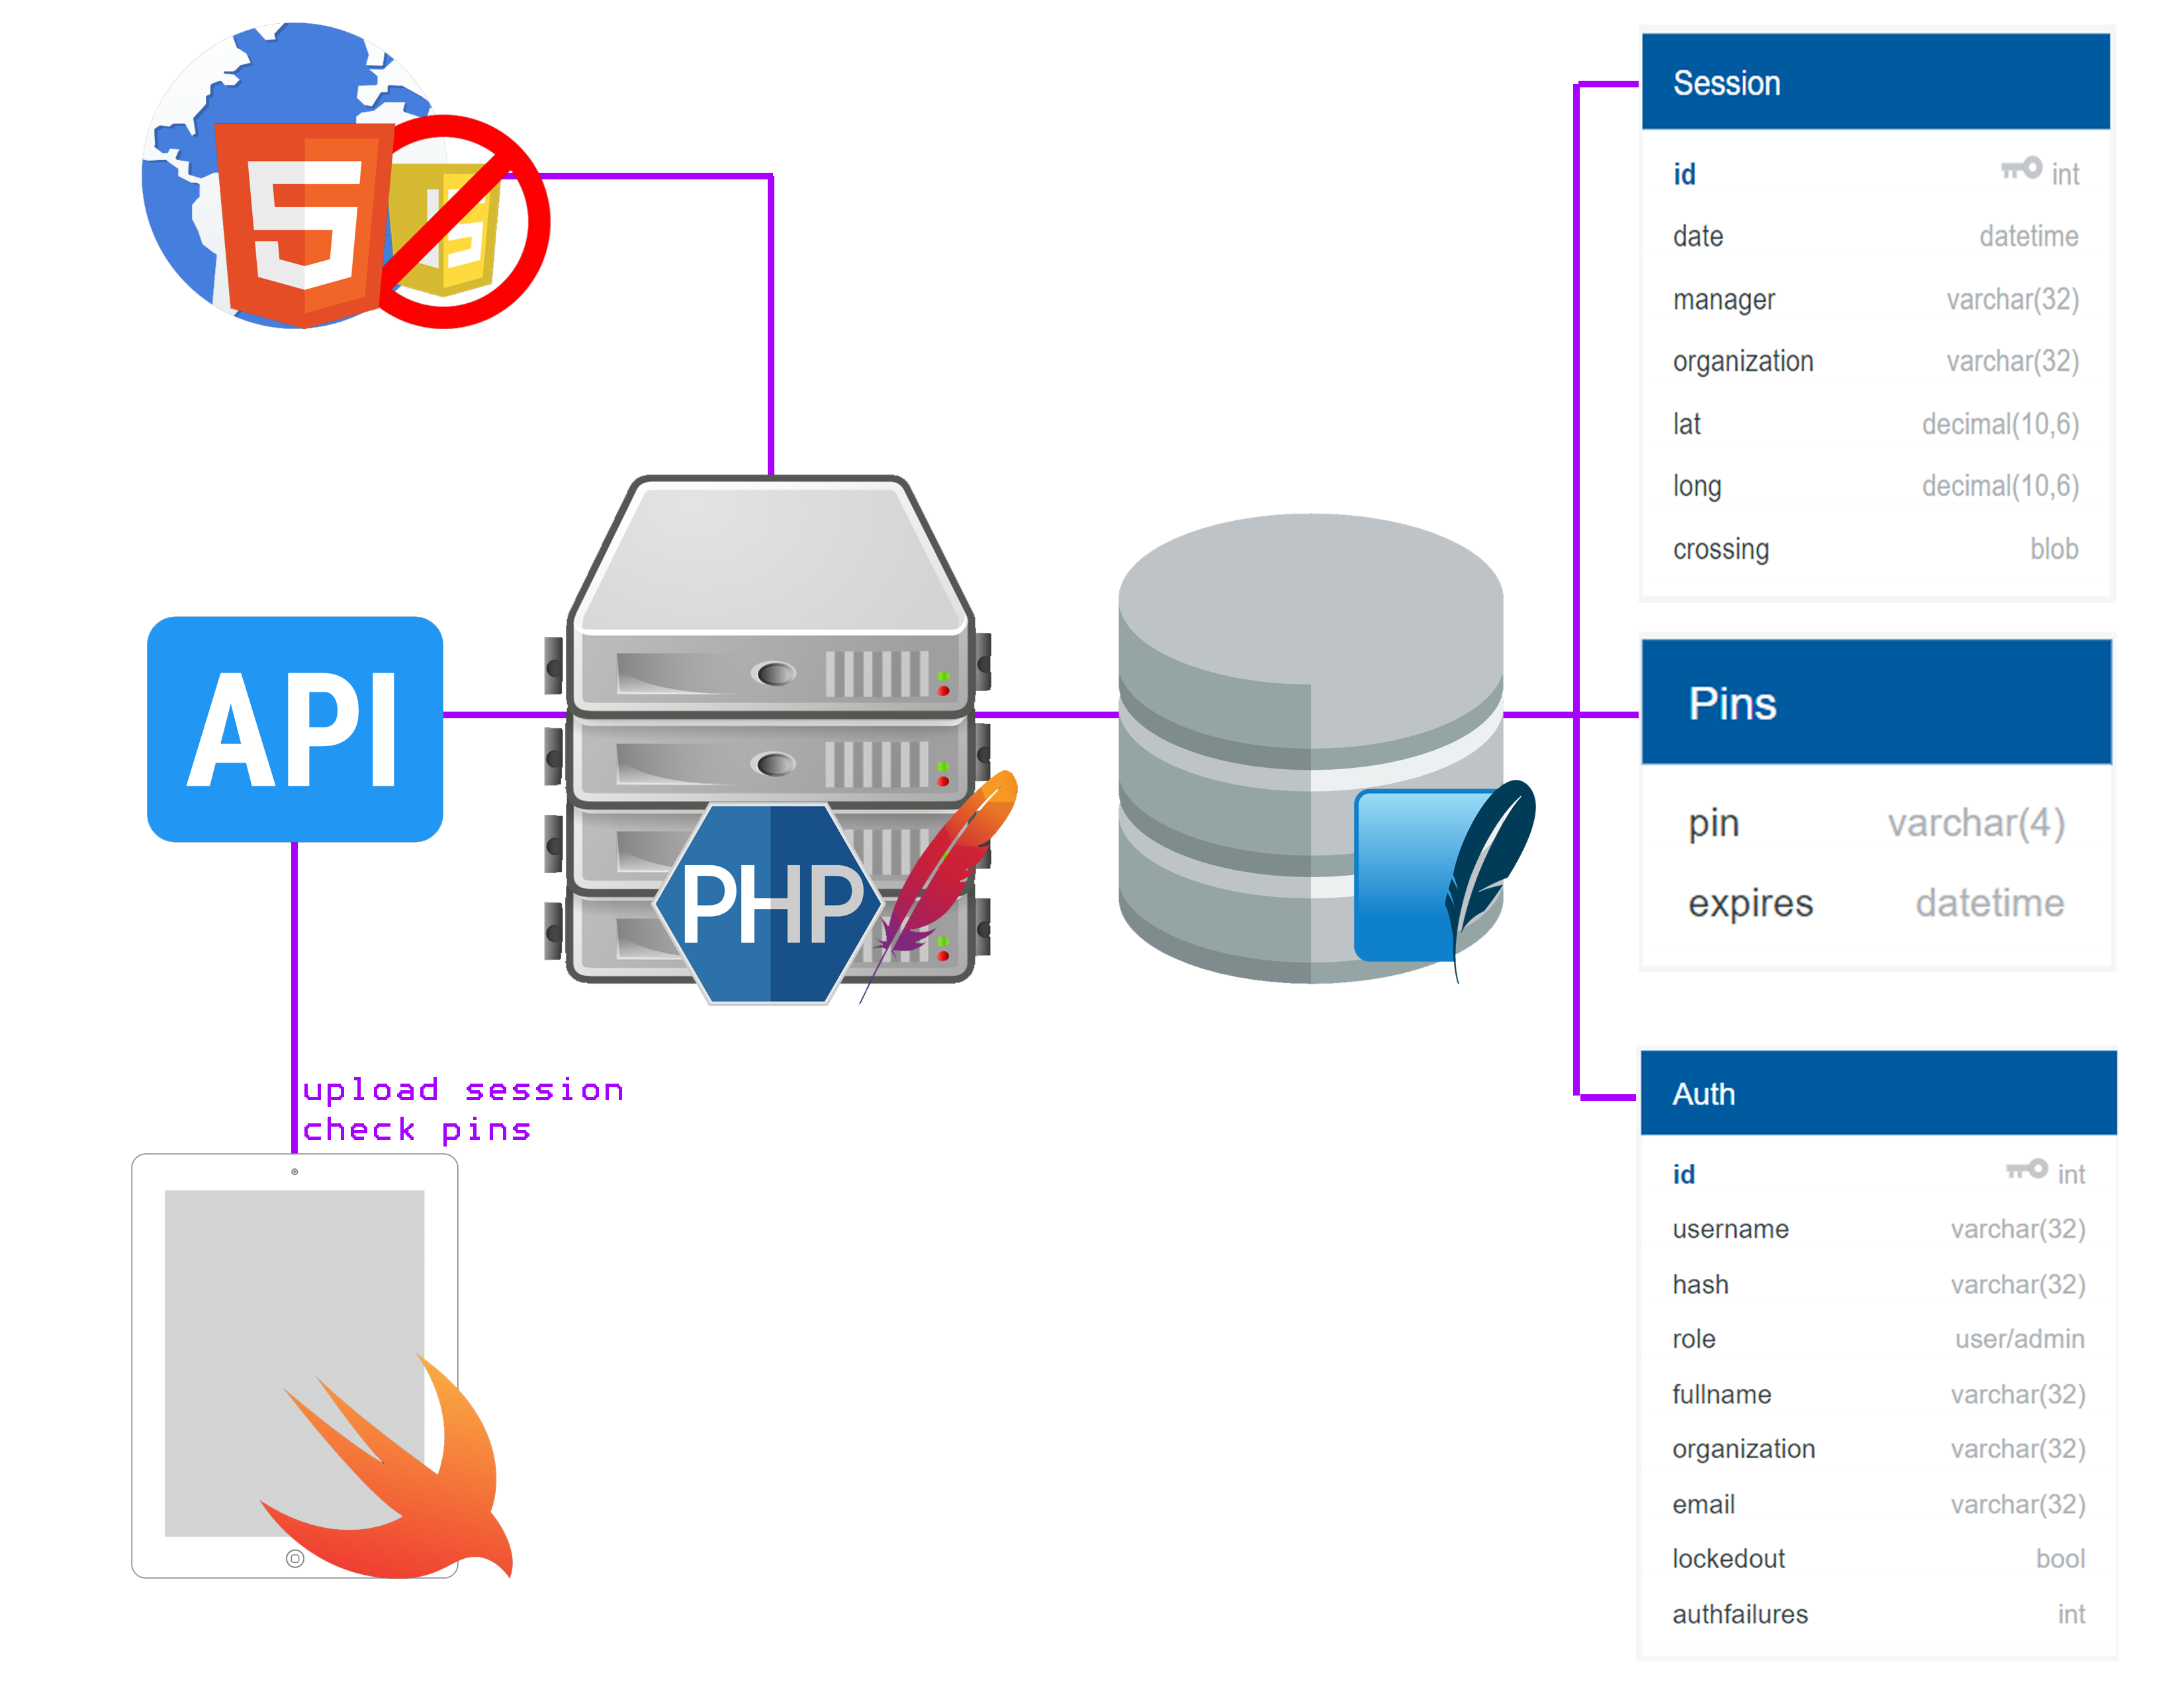 5
API
PHP
upload session
check pins
Session
id int
date datetime
manager varchar(32)
organization varchar(32)
lat decimal(10,6)
long decimal(10,6)
crossing blob
Pins
pin varchar(4)
expires datetime
Auth
id int
username varchar(32)
hash varchar(32)
role user/admin
fullname varchar(32)
organization varchar(32)
email varchar(32)
lockedout bool
authfailures int